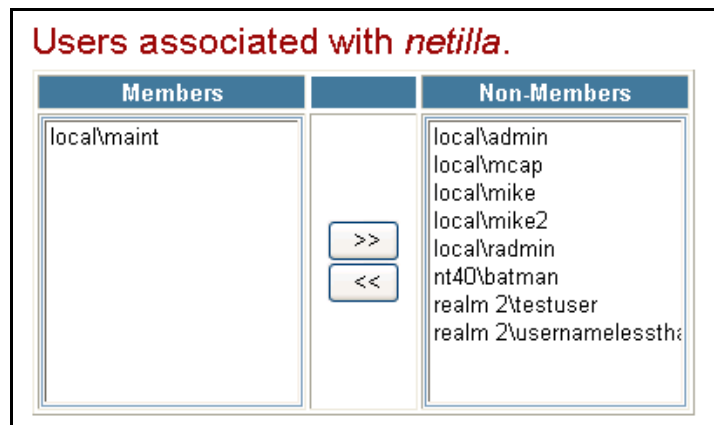 Users associated with netilla.
Members Non-Members
local\maint
local\admin
local\mcap
local\mike
local\mike2
local\radmin
nt40\batman
realm 2\testuser
realm 2\usernamelesstha
>>
<<